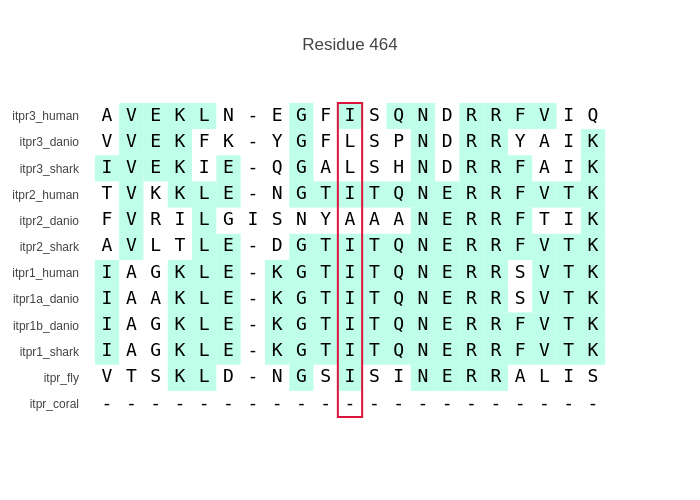 Residue 464
itpr3_human A V E K L N - E G F I S Q N D R R F V I Q
itpr3_danio V V E K F K - Y G F L S P N D R R Y A I K
itpr3_shark I V E K I E - Q G A L S H N D R R F A I K
itpr2_human T V K K L E - N G T I T Q N E R R F V T K
itpr2_danio F V R I L G I S N Y A A A N E R R F T I K
itpr2_shark A V L T L E - D G T I T Q N E R R F V T K
itpr1_human I A G K L E - K G T I T Q N E R R S V T K
itpr1a_danio I A A K L E - K G T I T Q N E R R S V T K
itpr1b_danio I A G K L E - K G T I T Q N E R R F V T K
itpr1_shark I A G K L E - K G T I T Q N E R R F V T K
itpr_fly V T S K L D - N G S I S I N E R R A L I S
itpr_coral - - - - - - - - - - - - - - - - - - - - -